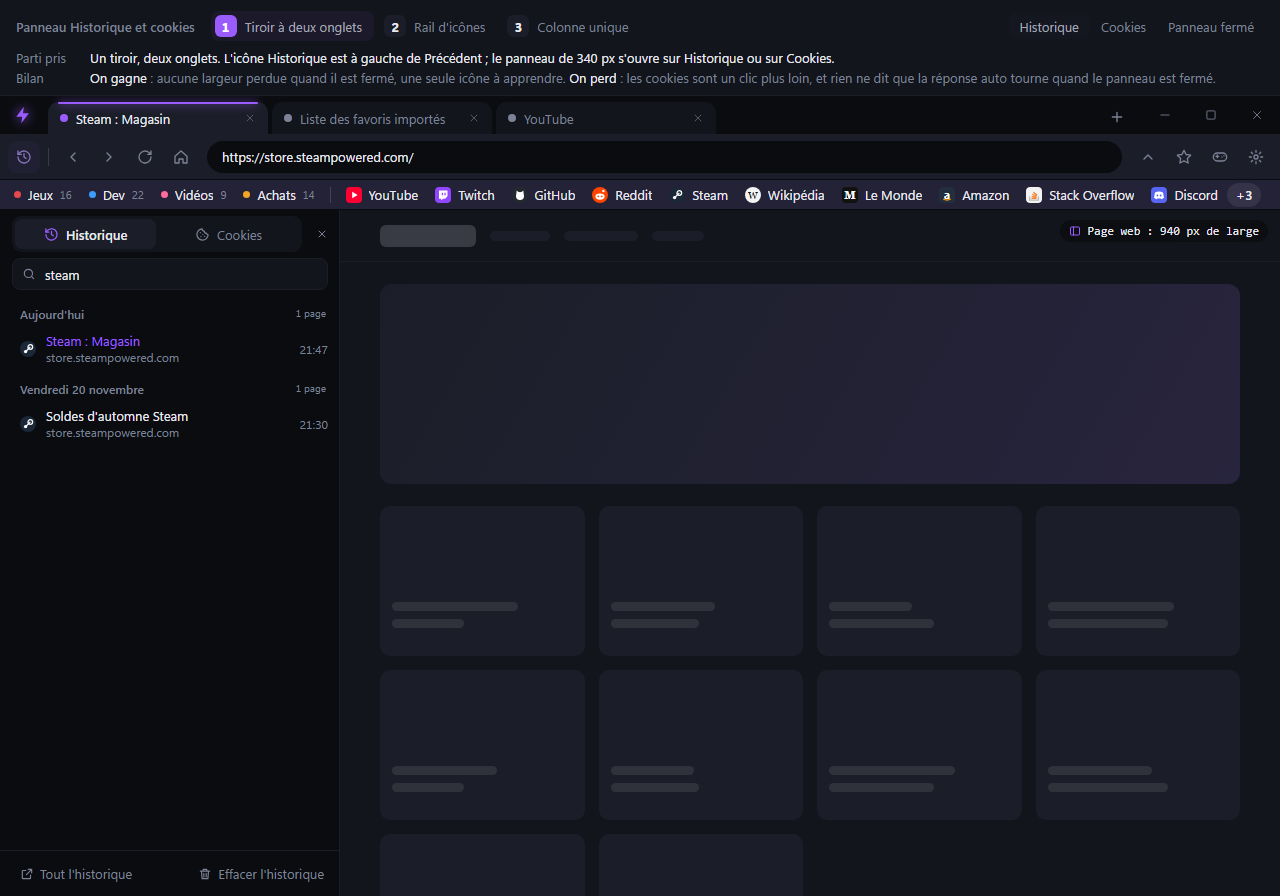 Panneau Historique et cookies 1 Tiroir à deux onglets 2 Rail d'icônes 3 Colonne unique Historique Cookies Panneau fermé
Parti pris Un tiroir, deux onglets. L'icône Historique est à gauche de Précédent ; le panneau de 340 px s'ouvre sur Historique ou sur Cookies.
Bilan On gagne : aucune largeur perdue quand il est fermé, une seule icône à apprendre. On perd : les cookies sont un clic plus loin, et rien ne dit que la réponse auto tourne quand le panneau est fermé.
Steam : Magasin Liste des favoris importés YouTube
https://store.steampowered.com/
Jeux 16 Dev 22 Vidéos 9 Achats 14 YouTube Twitch GitHub Reddit Steam W Wikipédia M Le Monde a Amazon Stack Overflow Discord +3
Historique Cookies
Page web : 940 px de large
steam
Aujourd'hui 1 page
Steam : Magasin
store.steampowered.com 21:47
Vendredi 20 novembre 1 page
Soldes d'automne Steam
store.steampowered.com 21:30
Tout l'historique Effacer l'historique